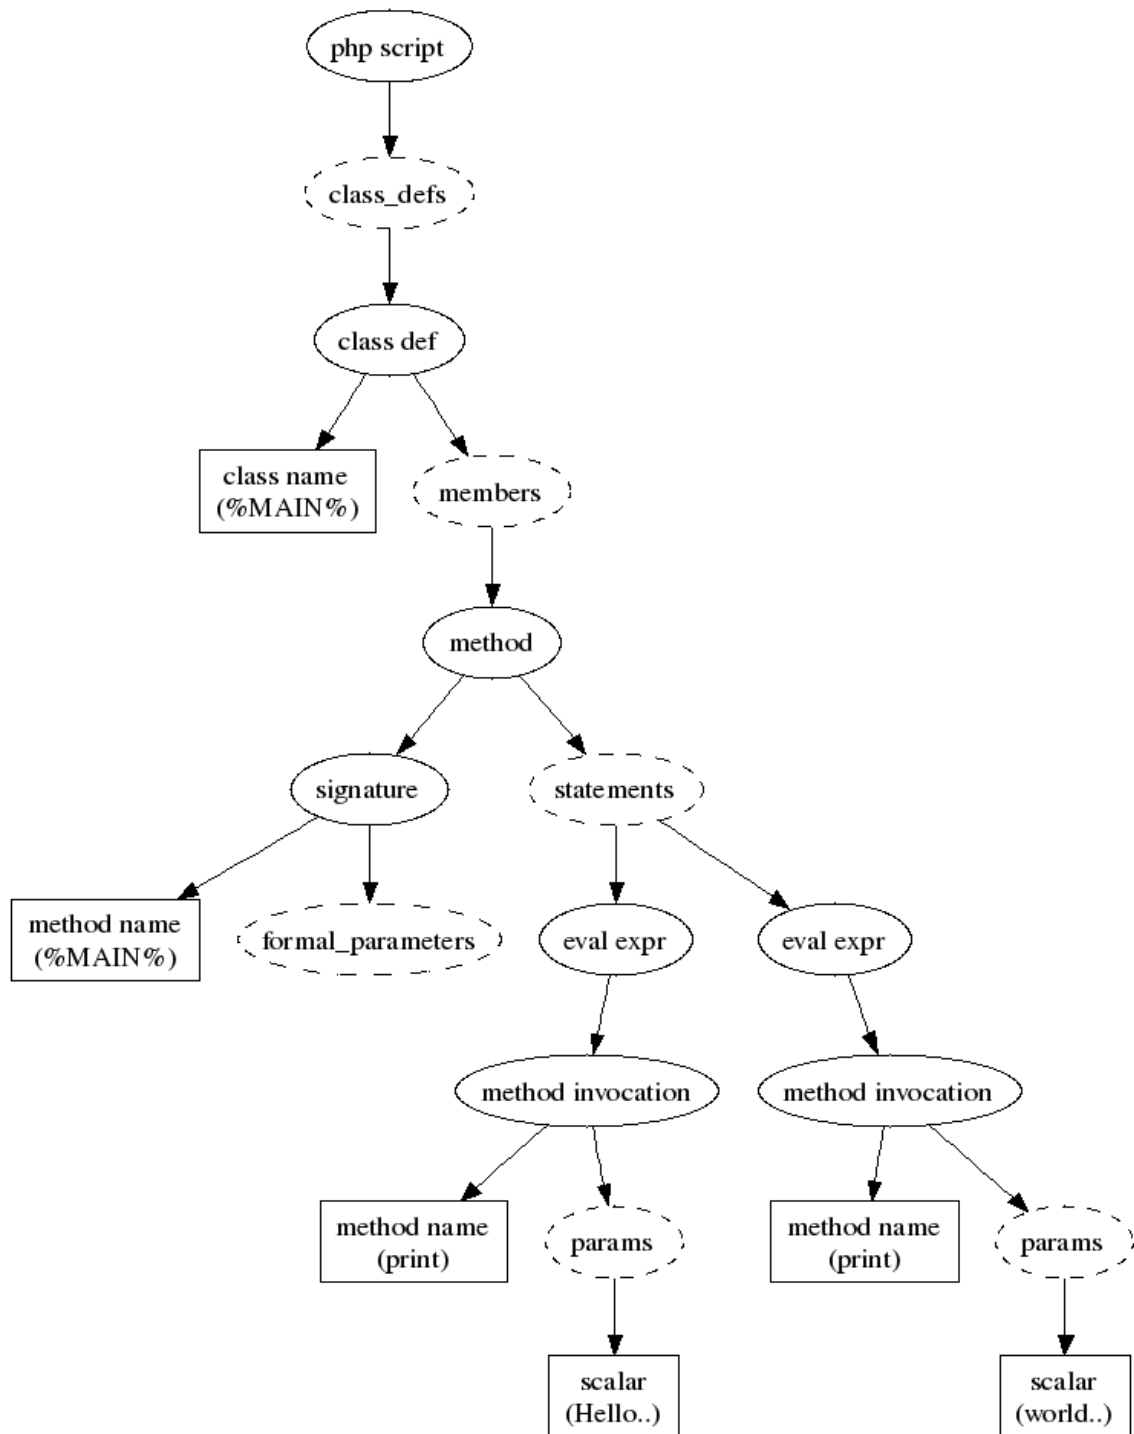 php script
class_defs
class def
class name
(%MAIN%)
members
method
signature
statements
method name
(%MAIN%)
formal_parameters
eval expr
eval expr
method invocation
method invocation
method name
(print)
params
method name
(print)
params
scalar
(Hello..)
scalar
(world..)